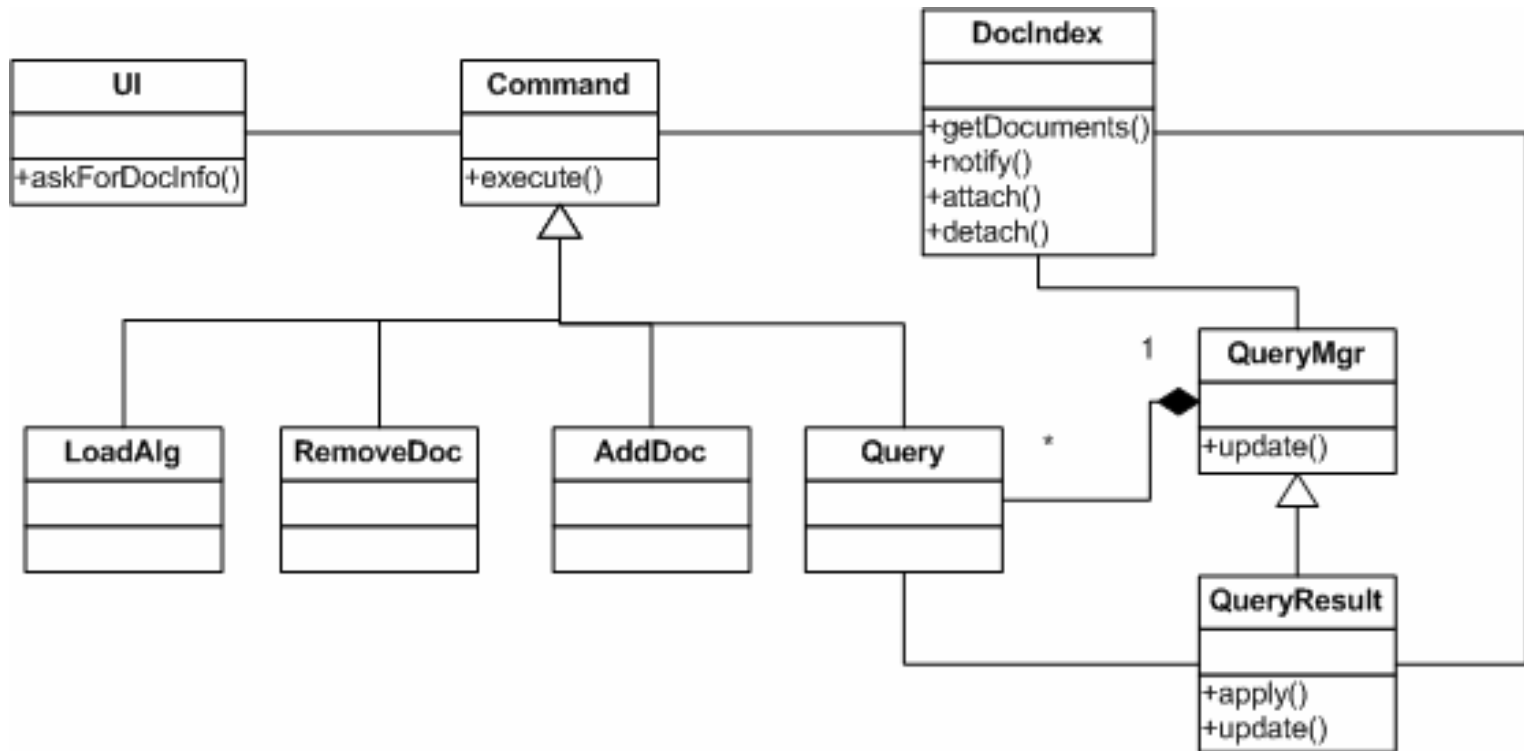 DocIndex
+getDocuments()
+notify()
+attach()
+detach()
UI
+askForDocInfo()
Command
+execute()
1
QueryMgr
+update()
*
LoadAlg
RemoveDoc
AddDoc
Query
QueryResult
+apply()
+update()